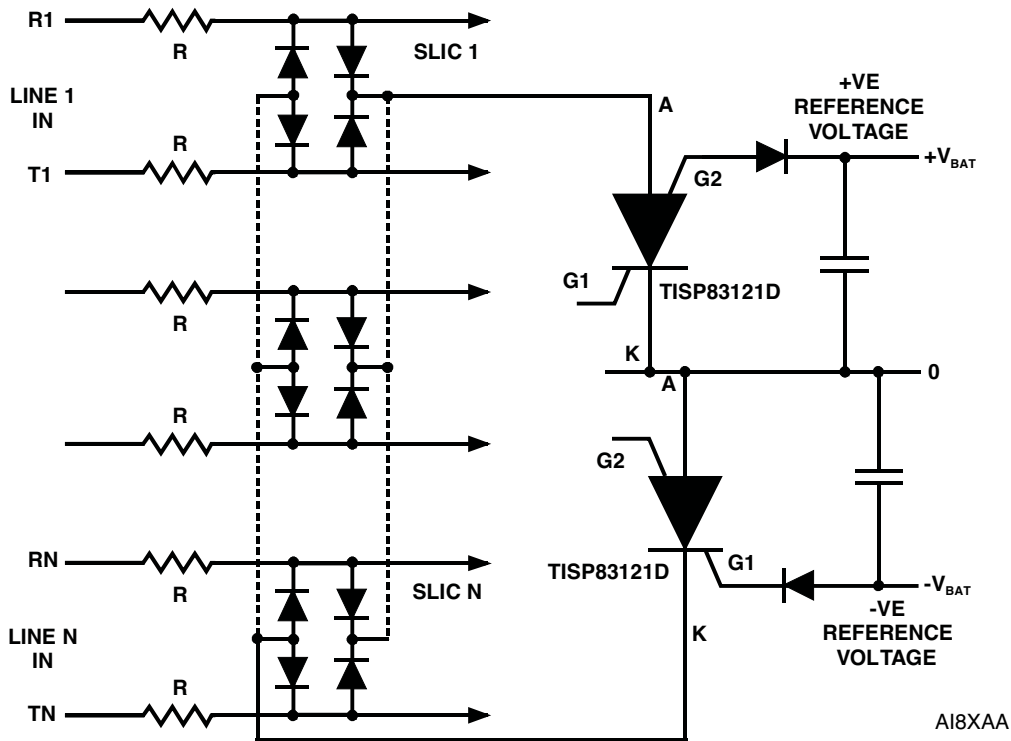 R1
R
SLIC 1
LINE 1
IN
R
T1
A
+VE
REFERENCE
VOLTAGE
+VBAT
G2
G1
TISP83121D
K
A
0
R
R
G2
G1
TISP83121D
-VBAT
-VE
REFERENCE
VOLTAGE
K
RN
R
SLIC N
LINE N
IN
R
TN
AI8XAA